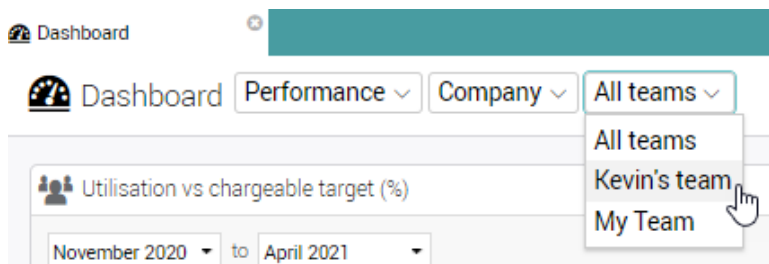 Dashboard
Dashboard Performance Company All teams
All teams
Kevin's team
My Team
Utilisation vs chargeable target (%)
November 2020 to April 2021